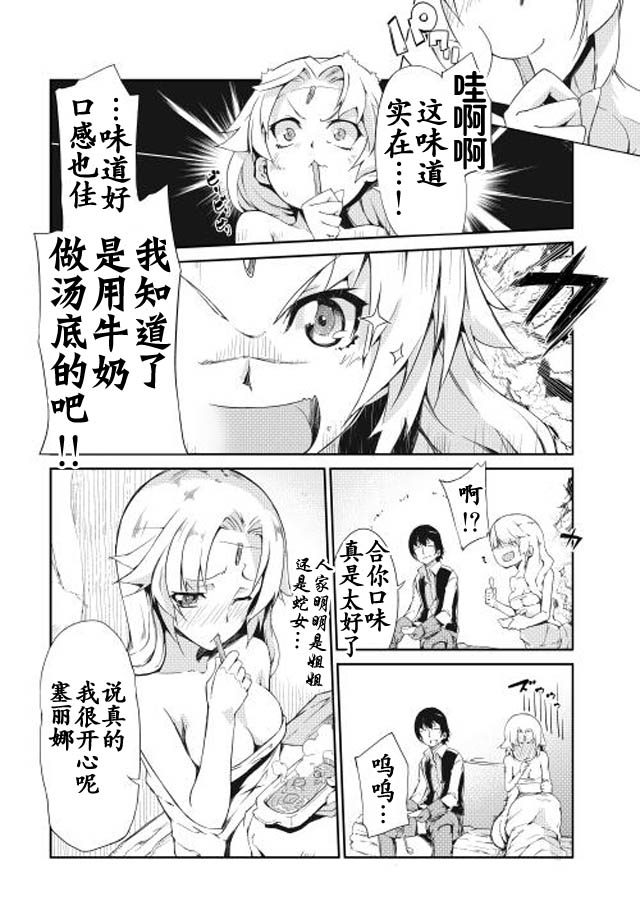 哇啊啊
这味道
实在…!
…味道好
口感也佳
我知道了
是用牛奶
做汤底的吧!!
啊!?
合你口味
真是太好了
呜呜…
人家明明是姐姐
还是蛇女…
说真的
我很开心呢
塞丽娜